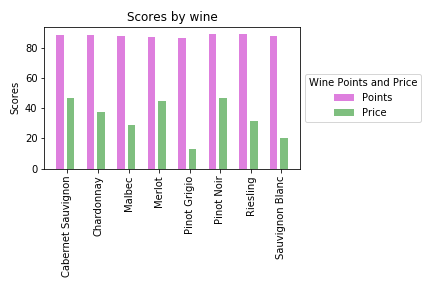 Scores by wine
Scores
80
60
40
20
0
Cabernet Sauvignon
Chardonnay
Malbec
Merlot
Pinot Grigio
Pinot Noir
Riesling
Sauvignon Blanc
Wine Points and Price
Points
Price